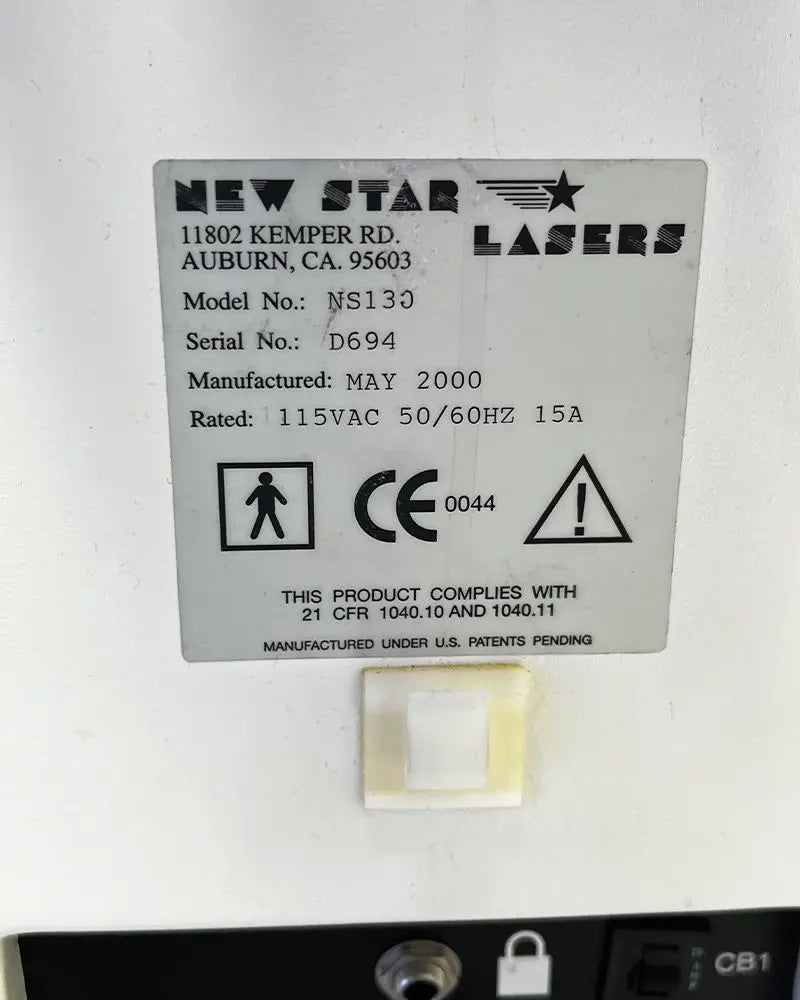 NEW STAR
LASERS
11802 KEMPER RD.
AUBURN, CA. 95603
Model No.: NS130
Serial No.: D694
Manufactured: MAY 2000
Rated: 115VAC 50/60HZ 15A
CE 0044
THIS PRODUCT COMPLIES WITH
21 CFR 1040.10 AND 1040.11
MANUFACTURED UNDER U.S. PATENTS PENDING
CB1